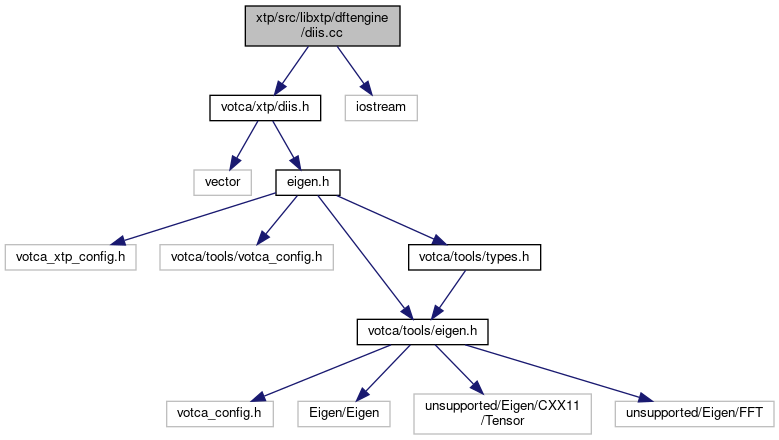 xtp/src/libxtp/dftengine
/diis.cc
votca/xtp/diis.h
iostream
vector
eigen.h
votca_xtp_config.h
votca/tools/votca_config.h
votca/tools/types.h
votca/tools/eigen.h
votca_config.h
Eigen/Eigen
unsupported/Eigen/CXX11
/Tensor
unsupported/Eigen/FFT